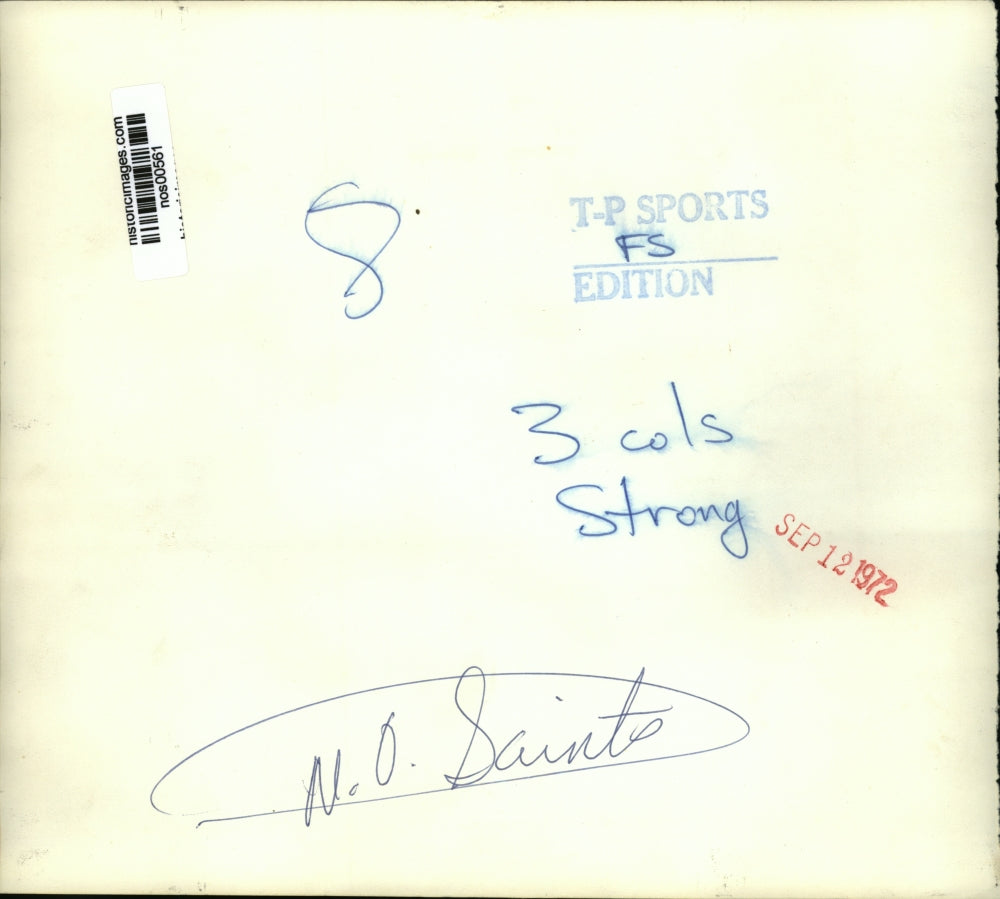 historicimages.com
nos00561
8
T-P SPORTS
FS
EDITION
3 cols
Strong
SEP 12 1972
N.O. Saints